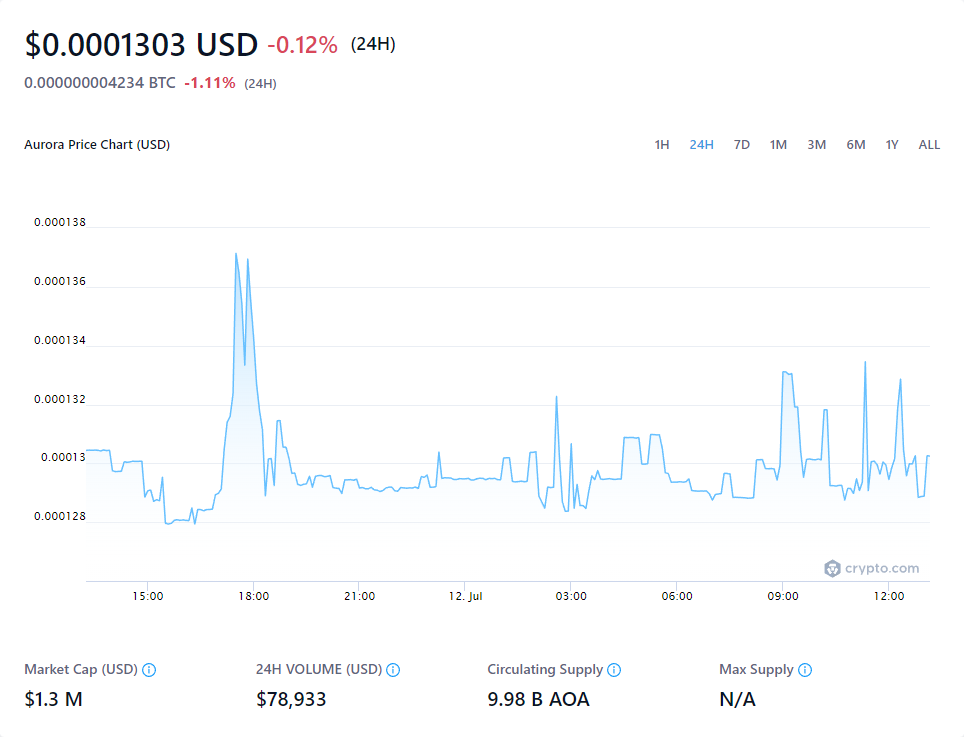 $0.0001303 USD -0.12% (24H)
0.000000004234 BTC -1.11% (24H)
Aurora Price Chart (USD) 1H 24H 7D 1M 3M 6M 1Y ALL
0.000138
0.000136
0.000134
0.000132
0.00013
0.000128
crypto.com
15:00 18:00 21:00 12. Jul 03:00 06:00 09:00 12:00
Market Cap (USD) 24H VOLUME (USD) Circulating Supply Max Supply
$1.3 M $78,933 9.98 B AOA N/A